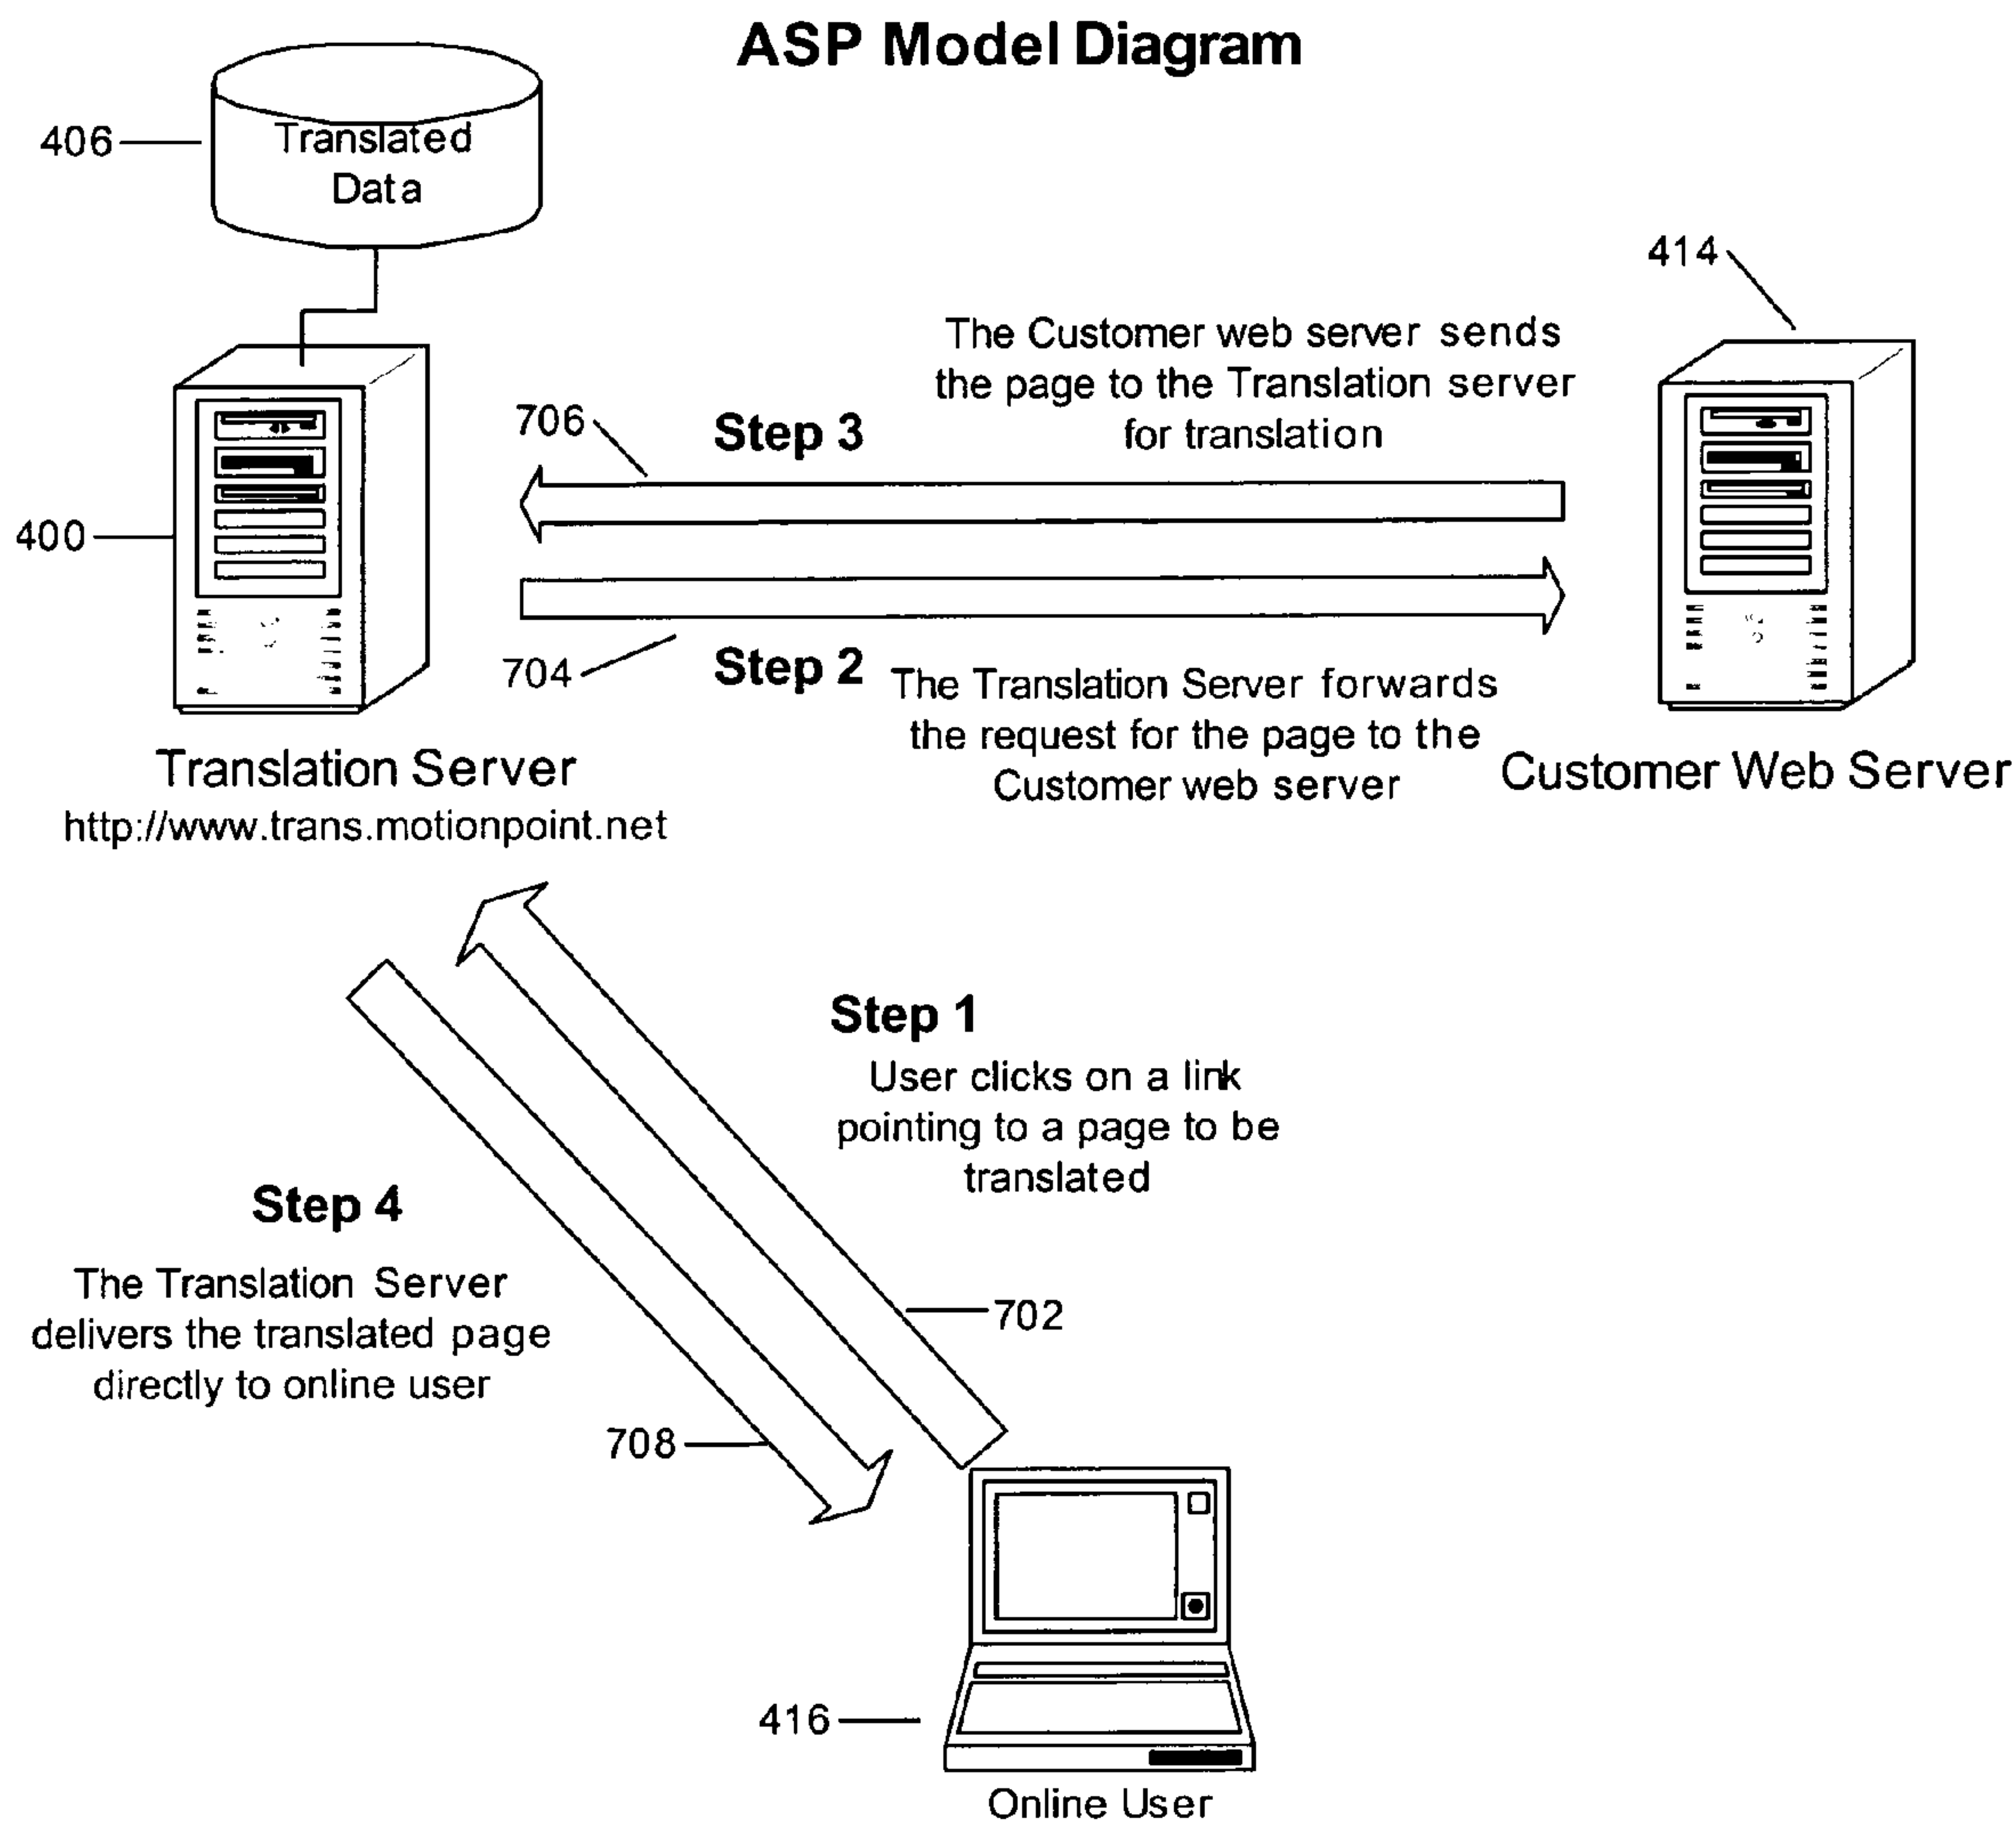 ASP Model Diagram
406
Translated
Data
414
The Customer web server sends
the page to the Translation server
for translation
706
Step 3
400
704
Step 2
The Translation Server forwards
the request for the page to the
Customer web server
Translation Server
http://www.trans.motionpoint.net
Customer Web Server
Step 1
User clicks on a link
pointing to a page to be
translated
Step 4
The Translation Server
delivers the translated page
directly to online user
702
708
416
Online User